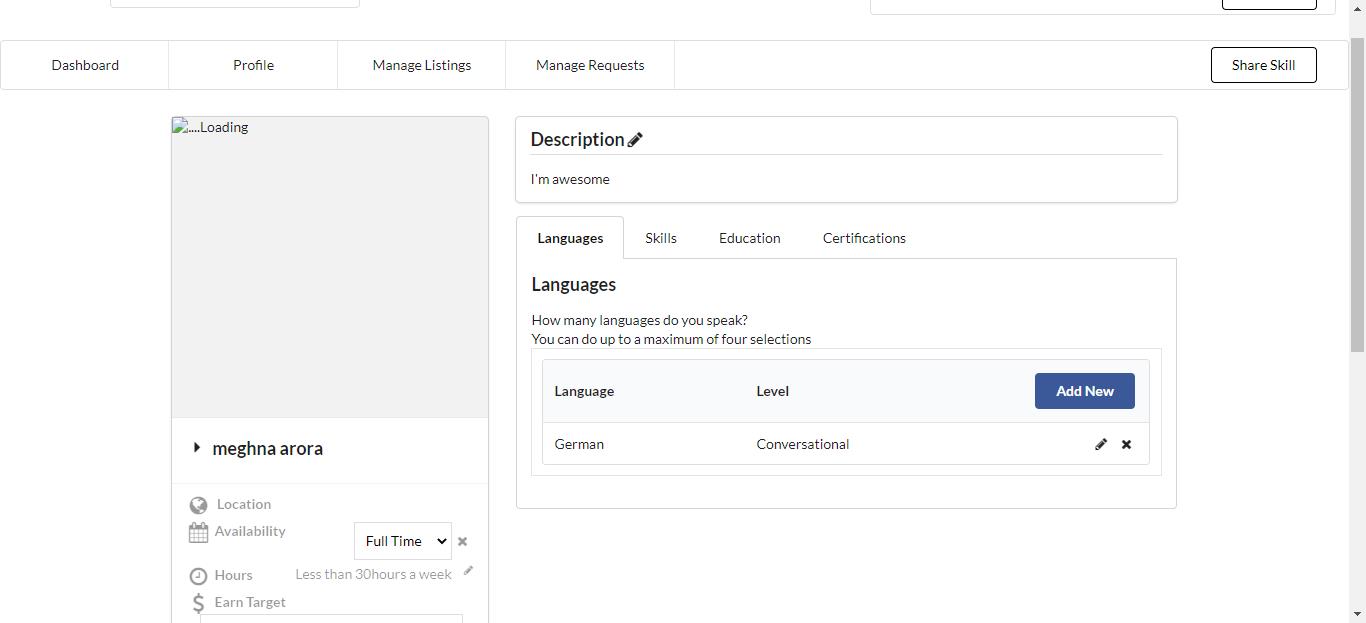 Dashboard
Profile
Manage Listings
Manage Requests
Share Skill
....Loading
meghna arora
Location
Availability
Full Time
Hours
Less than 30hours a week
Earn Target
Description
I'm awesome
Languages
Skills
Education
Certifications
Languages
How many languages do you speak?
You can do up to a maximum of four selections
Language Level Add New
German Conversational